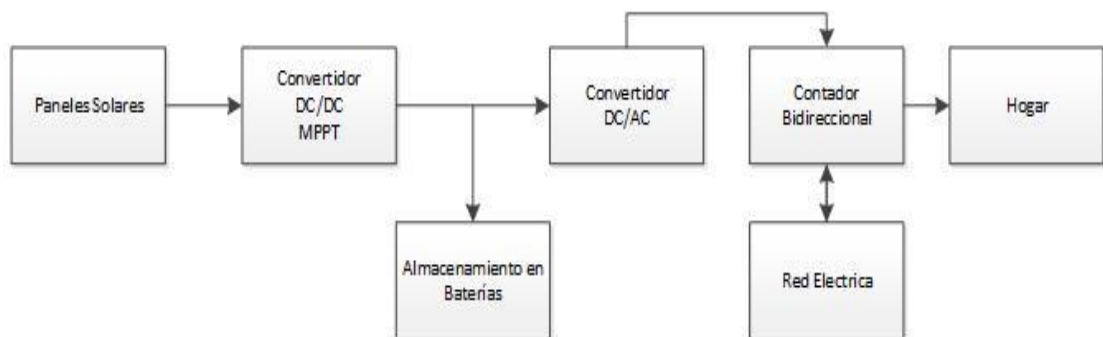 Paneles Solares
Convertidor
DC/DC
MPPT
Convertidor
DC/AC
Contador
Bidireccional
Hogar
Almacenamiento en
Baterías
Red Electrica